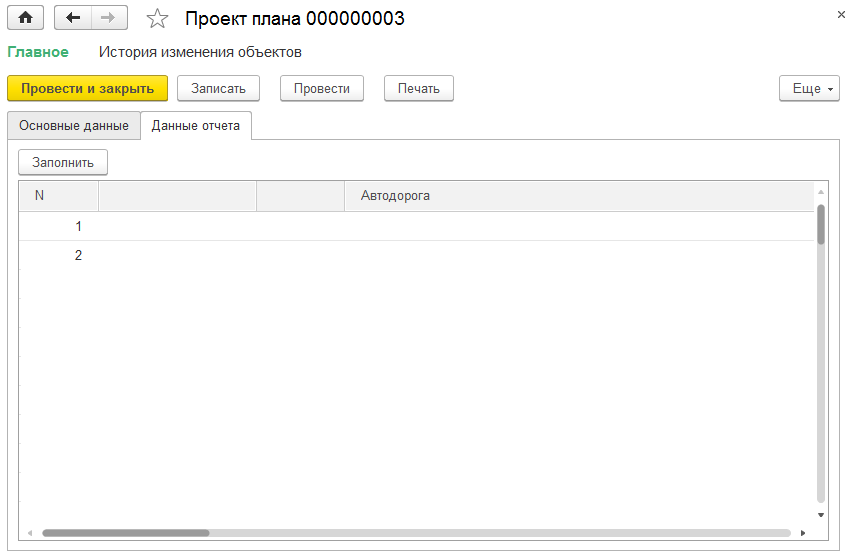 Проект плана 000000003
Главное История изменения объектов
Провести и закрыть Записать Провести Печать Еще
Основные данные Данные отчета
Заполнить
N Автодорога
1
2